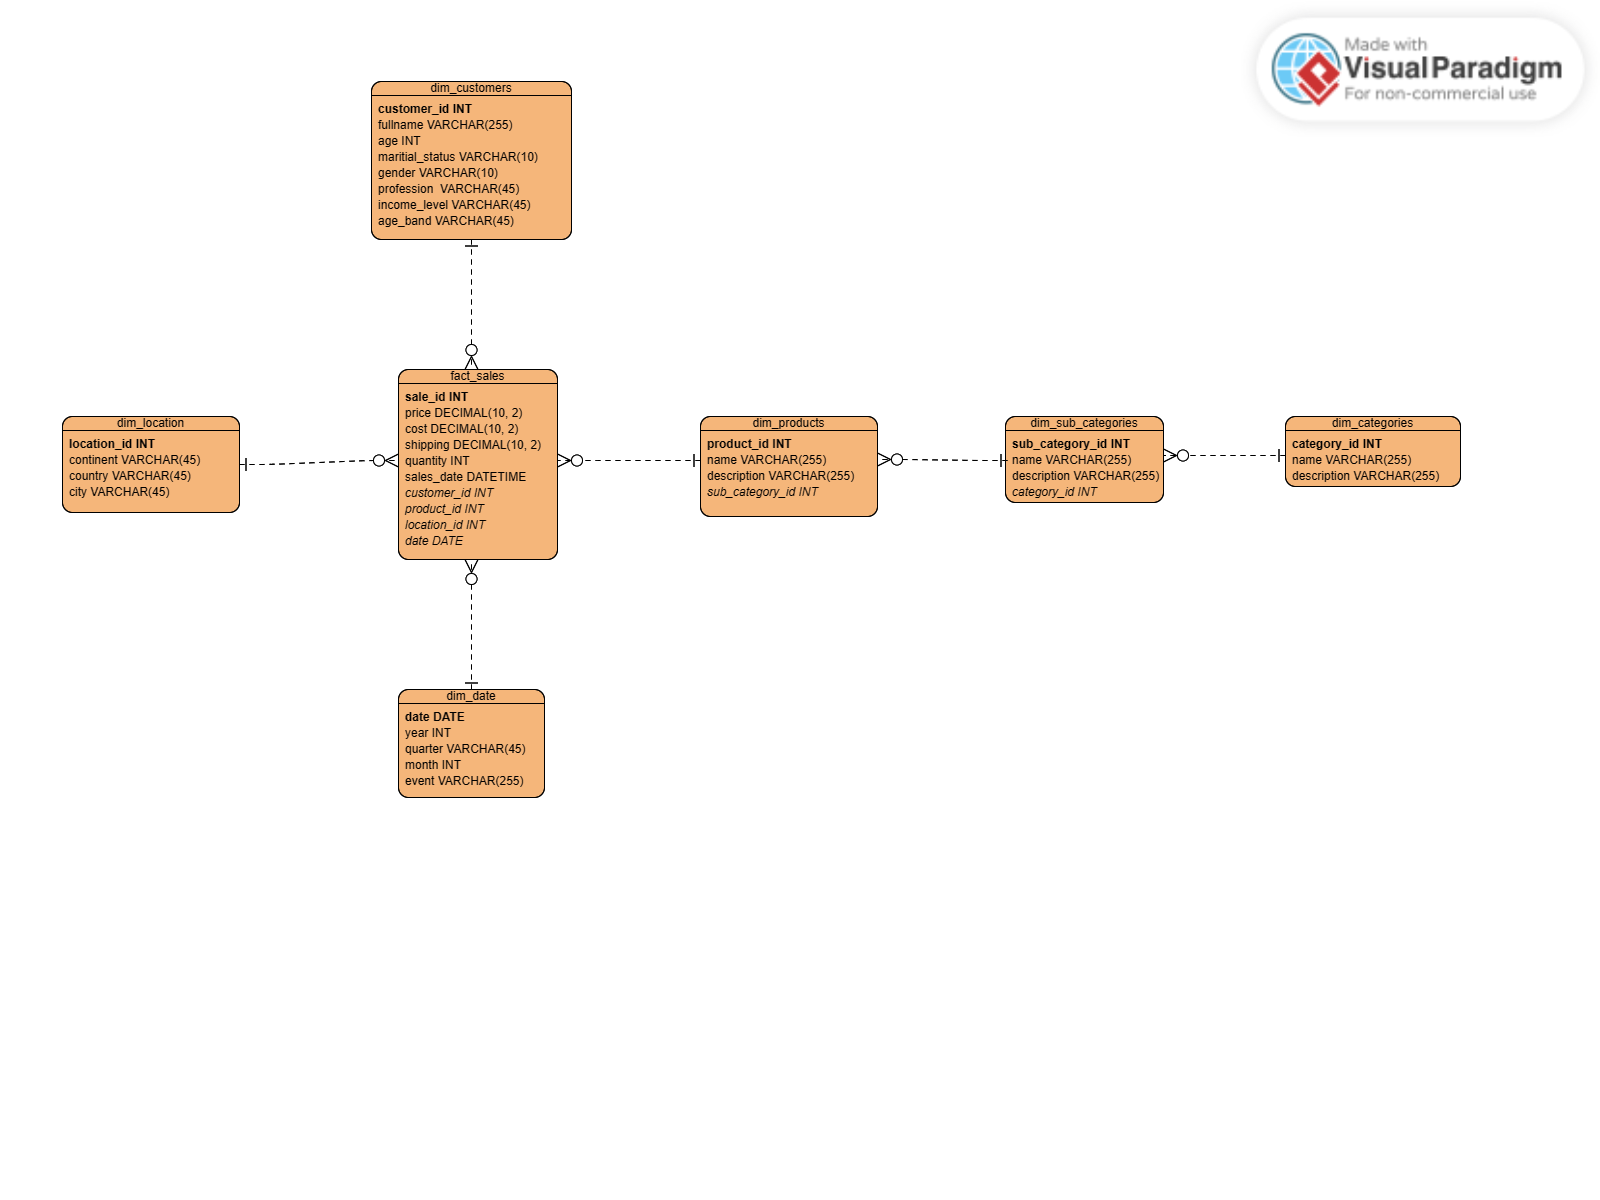 Made with
Visual Paradigm
For non-commercial use
dim_customers
customer_id INT
fullname VARCHAR(255)
age INT
maritial_status VARCHAR(10)
gender VARCHAR(10)
profession  VARCHAR(45)
income_level VARCHAR(45)
age_band VARCHAR(45)
fact_sales
sale_id INT
price DECIMAL(10, 2)
cost DECIMAL(10, 2)
shipping DECIMAL(10, 2)
quantity INT
sales_date DATETIME
customer_id INT
product_id INT
location_id INT
date DATE
dim_location
location_id INT
continent VARCHAR(45)
country VARCHAR(45)
city VARCHAR(45)
dim_products
product_id INT
name VARCHAR(255)
description VARCHAR(255)
sub_category_id INT
dim_sub_categories
sub_category_id INT
name VARCHAR(255)
description VARCHAR(255)
category_id INT
dim_categories
category_id INT
name VARCHAR(255)
description VARCHAR(255)
dim_date
date DATE
year INT
quarter VARCHAR(45)
month INT
event VARCHAR(255)